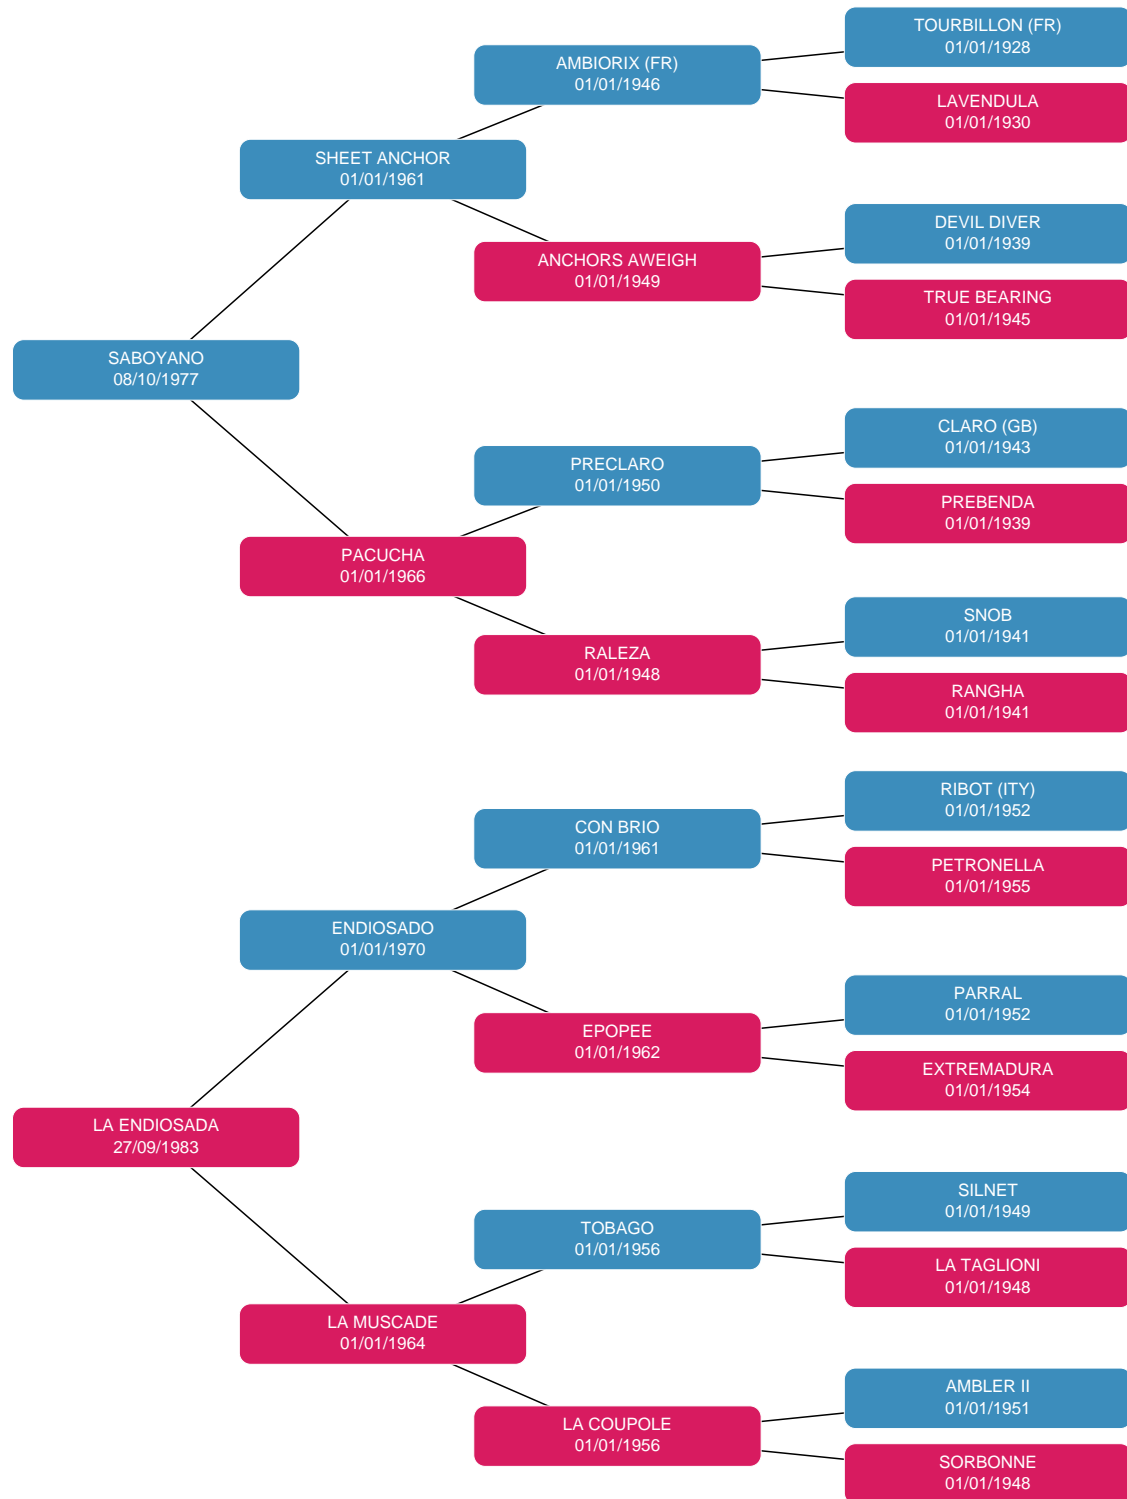 TOURBILLON (FR)
01/01/1928
AMBIORIX (FR)
01/01/1946
LAVENDULA
01/01/1930
SHEET ANCHOR
01/01/1961
DEVIL DIVER
01/01/1939
ANCHORS AWEIGH
01/01/1949
TRUE BEARING
01/01/1945
SABOYANO
08/10/1977
CLARO (GB)
01/01/1943
PRECLARO
01/01/1950
PREBENDA
01/01/1939
PACUCHA
01/01/1966
SNOB
01/01/1941
RALEZA
01/01/1948
RANGHA
01/01/1941
RIBOT (ITY)
01/01/1952
CON BRIO
01/01/1961
PETRONELLA
01/01/1955
ENDIOSADO
01/01/1970
PARRAL
01/01/1952
EPOPEE
01/01/1962
EXTREMADURA
01/01/1954
LA ENDIOSADA
27/09/1983
SILNET
01/01/1949
TOBAGO
01/01/1956
LA TAGLIONI
01/01/1948
LA MUSCADE
01/01/1964
AMBLER II
01/01/1951
LA COUPOLE
01/01/1956
SORBONNE
01/01/1948